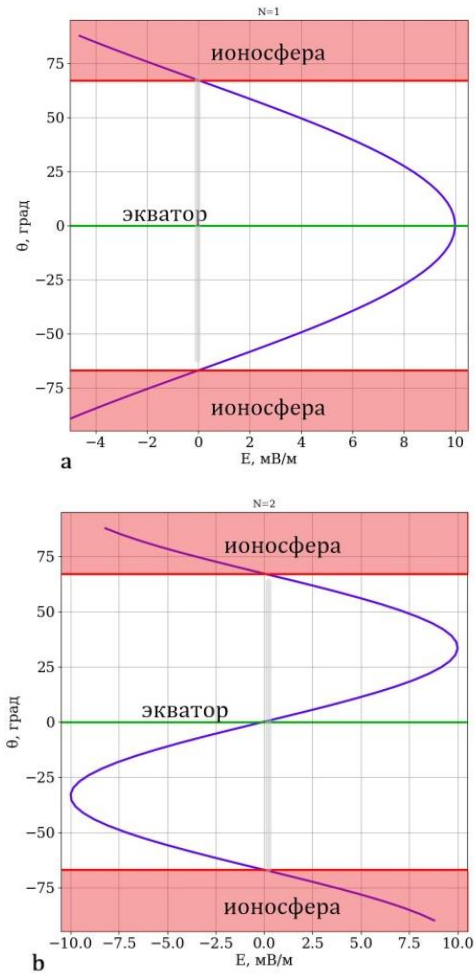 N=1
ионосфера
75
50
25
экватор
0
−25
−50
−75
ионосфера
θ, град
−4 −2 0 2 4 6 8 10
E, мВ/м
a
N=2
ионосфера
75
50
25
экватор
0
−25
−50
−75
ионосфера
θ, град
−10.0 −7.5 −5.0 −2.5 0.0 2.5 5.0 7.5 10.0
E, мВ/м
b